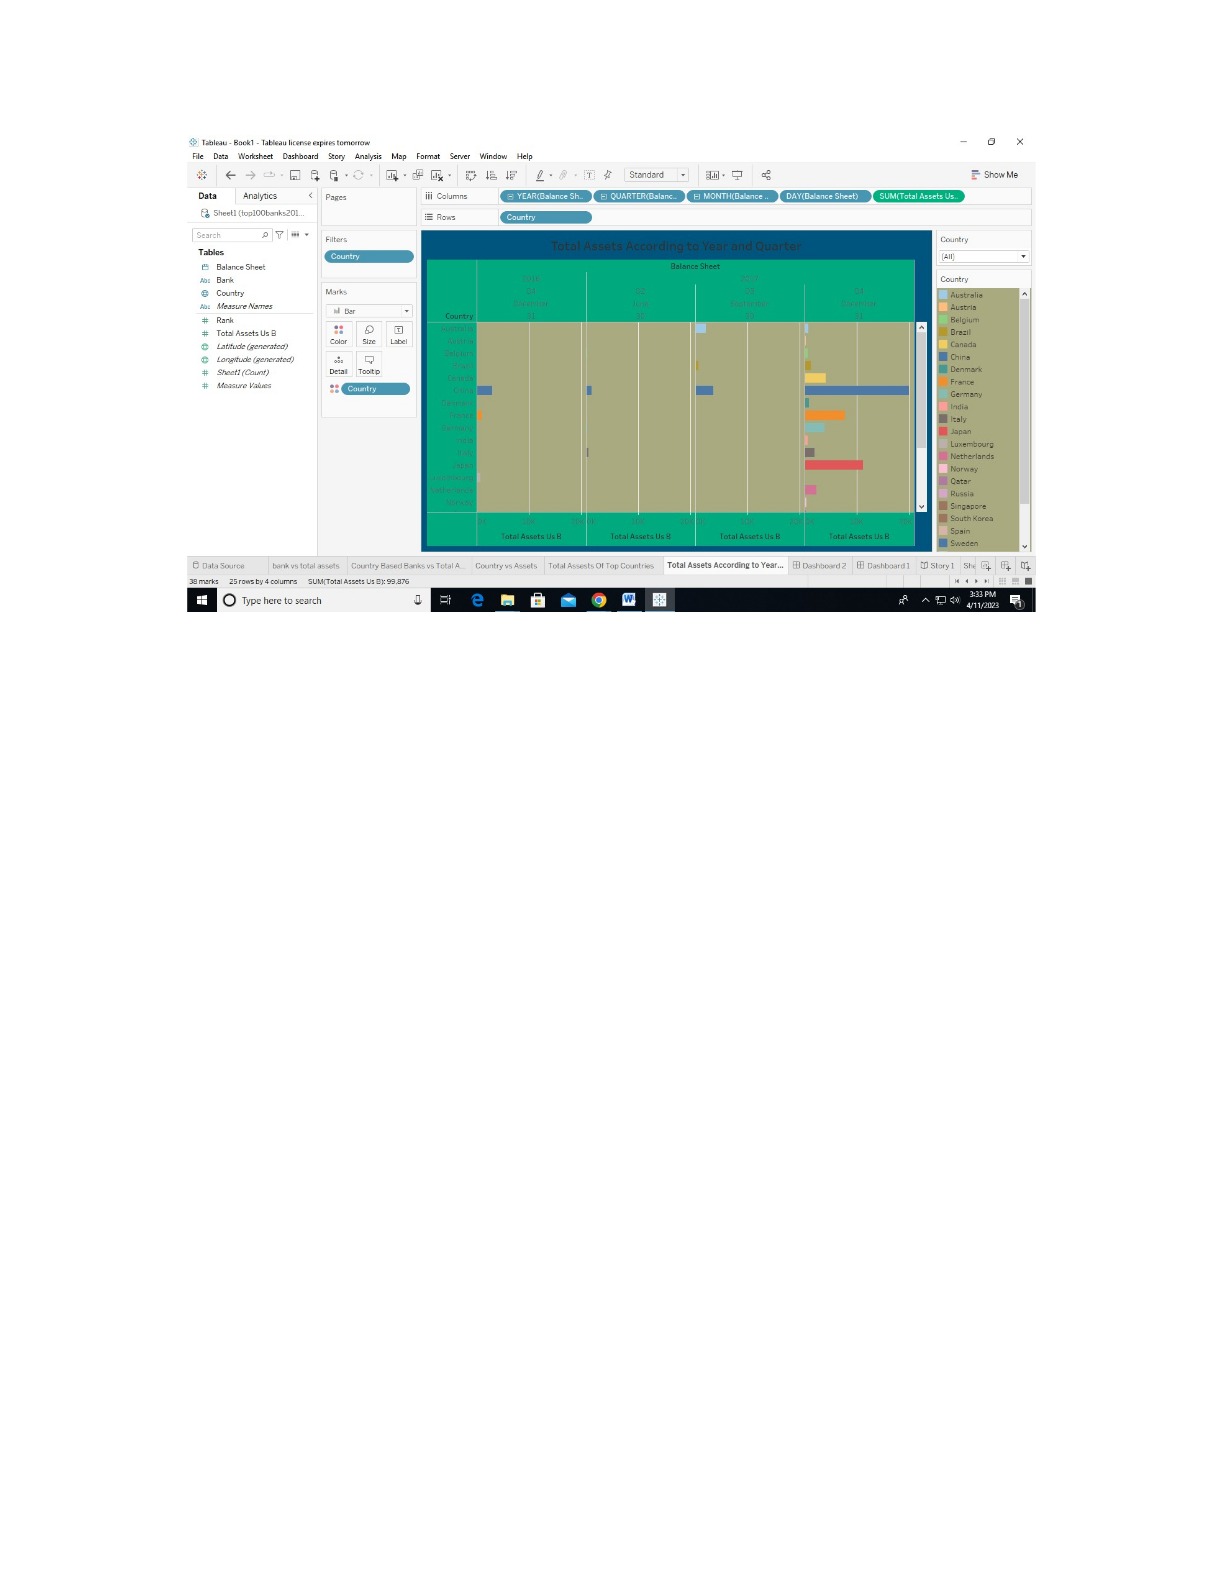 Tableau - Book1 - Tableau license expires tomorrow
File Data Worksheet Dashboard Story Analysis Map Format Server Window Help
Standard
Show Me
Data Analytics
Sheet1 (top100banks201...
Search
Tables
Balance Sheet
Abc Bank
Country
Abc Measure Names
# Rank
# Total Assets Us B
Latitude (generated)
Longitude (generated)
# Sheet1 (Count)
# Measure Values
Pages
Filters
Country
Marks
Bar
Color Size Label
Detail Tooltip
Country
Columns YEAR(Balance Sh.. QUARTER(Balanc.. MONTH(Balance .. DAY(Balance Sheet) SUM(Total Assets Us..
Rows Country
Total Assets According to Year and Quarter
Balance Sheet
Q4
Country
Australia
Total Assets Us B Total Assets Us B Total Assets Us B Total Assets Us B
Country
(All)
Country
Australia
Austria
Belgium
Brazil
Canada
China
Denmark
France
Germany
India
Italy
Japan
Luxembourg
Netherlands
Norway
Qatar
Russia
Singapore
South Korea
Spain
Sweden
Data Source bank vs total assets Country Based Banks vs Total A... Country vs Assets Total Assests Of Top Countries Total Assets According to Year... Dashboard 2 Dashboard 1 Story 1 She
38 marks 25 rows by 4 columns SUM(Total Assets Us B): 99,876
Type here to search
3:33 PM
4/11/2023
1